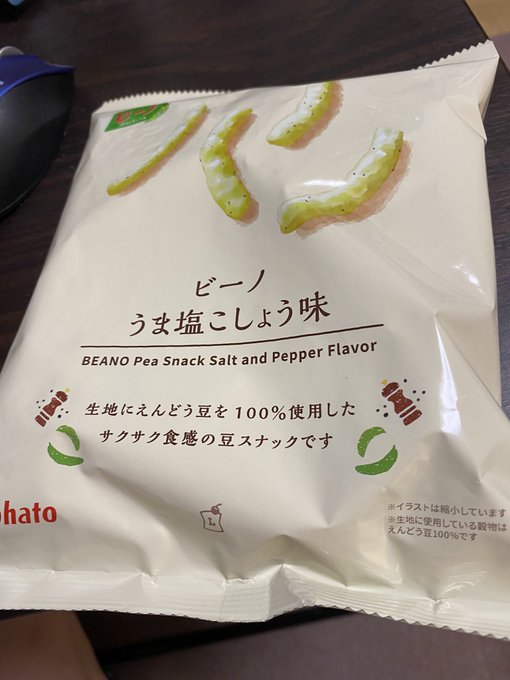 ビーノ
ビーノ
うま塩こしょう味
BEANO Pea Snack Salt and Pepper Flavor
生地にえんどう豆を100%使用した
サクサク食感の豆スナックです
ohato
L
※イラストは縮小しています
※生地に使用している穀物は
えんどう豆100%です